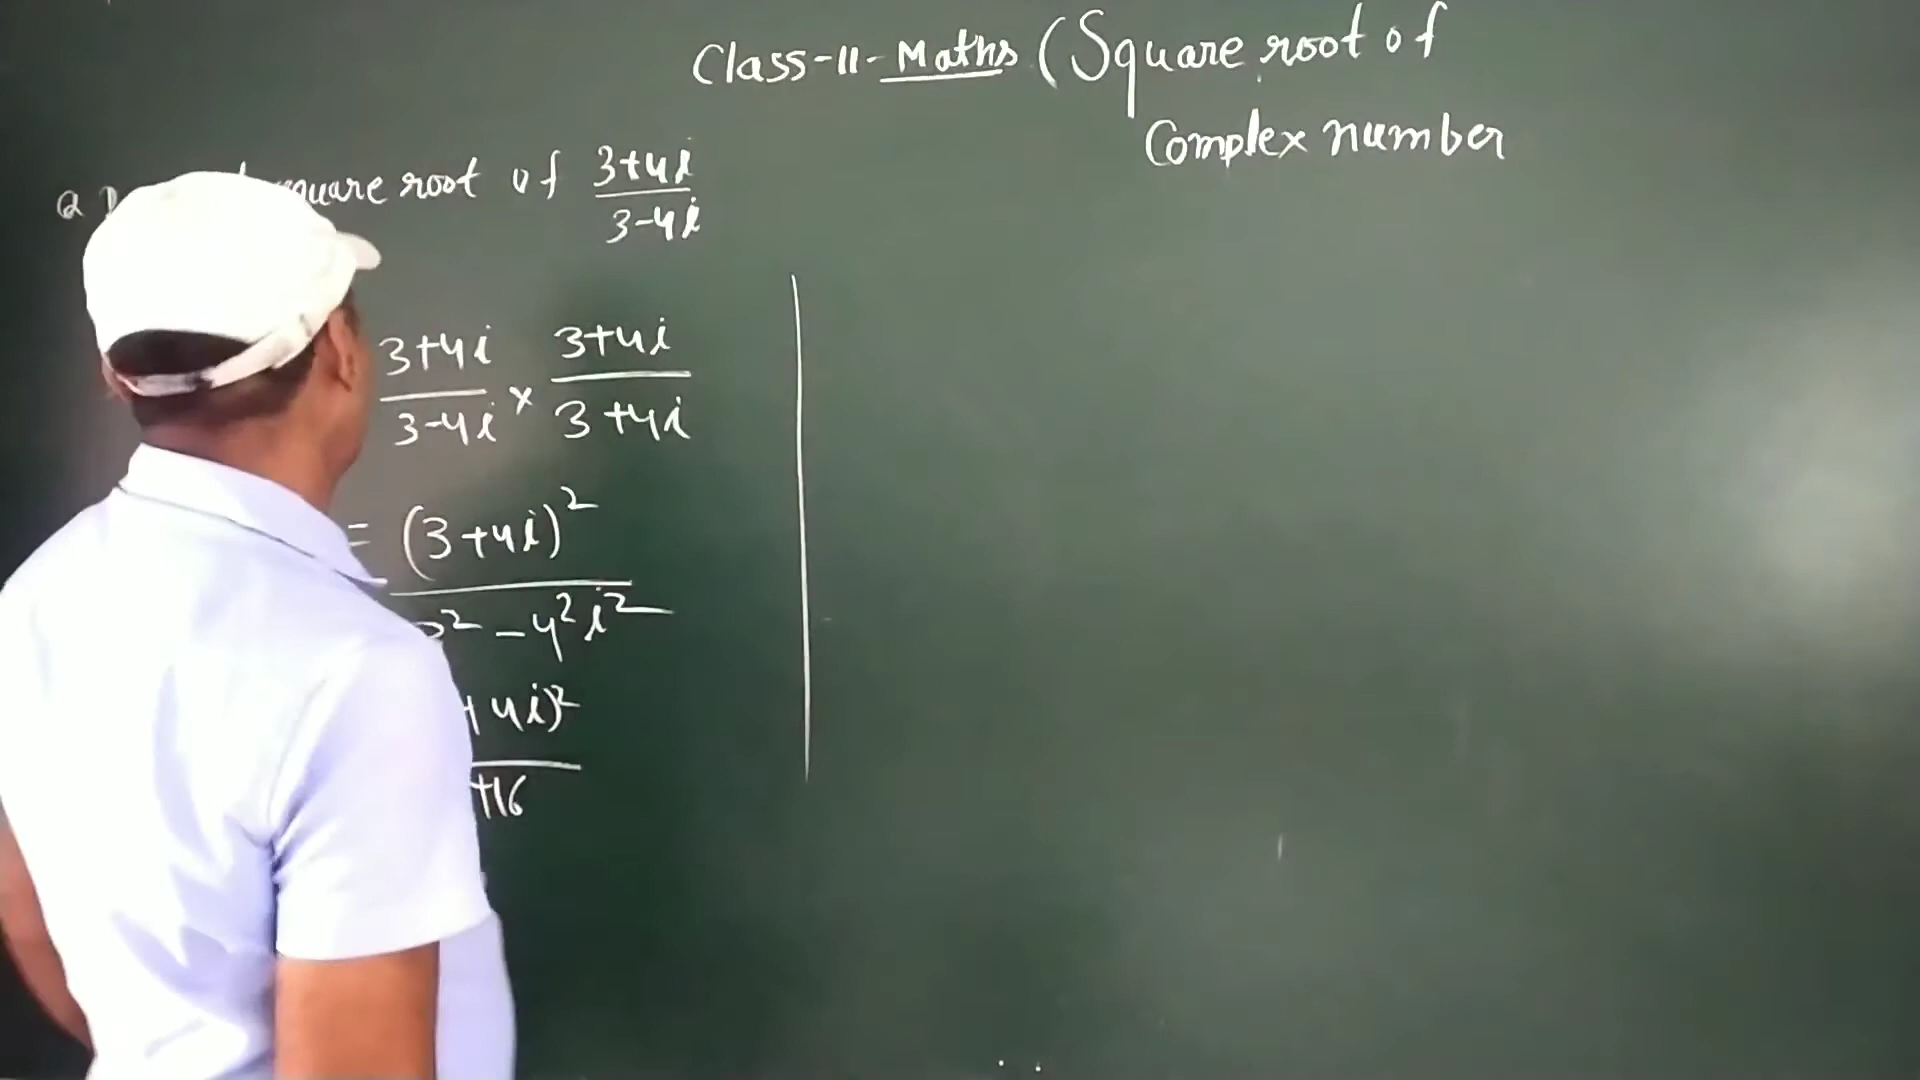 Class-11-Maths (Square root of
Complex number
Q square root of 3+4i / 3-4i
3+4i / 3-4i × 3+4i / 3+4i
= (3+4i)²
² - 4²i²
+4i)²
+16